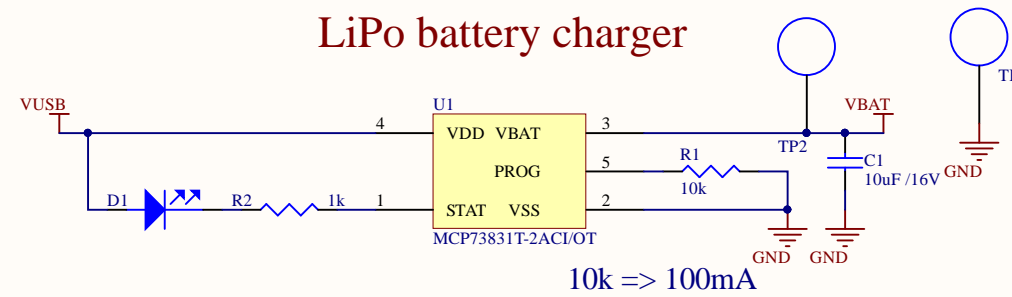 LiPo battery charger
VUSB
U1
VBAT
4
VDD VBAT
3
TP2
C1
10uF /16V
GND
PROG
5
R1
10k
D1
R2
1k
1
STAT VSS
2
MCP73831T-2ACI/OT
GND
GND
10k => 100mA